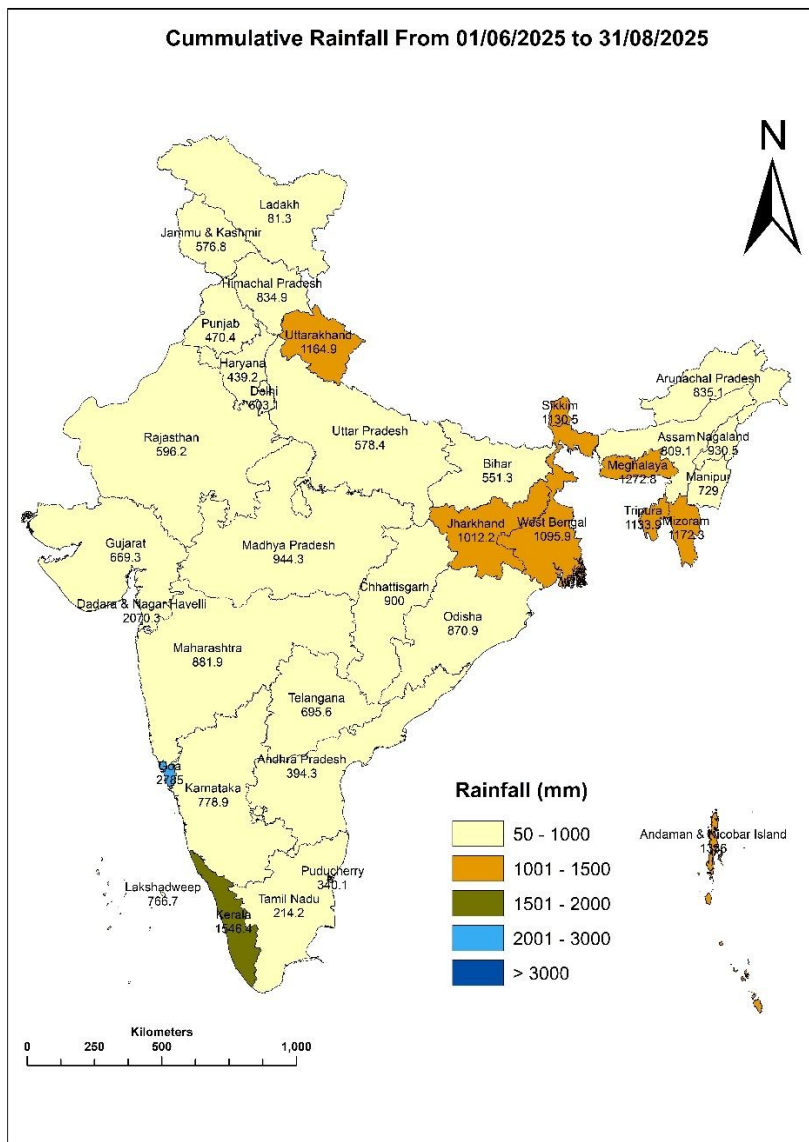 Cummulative Rainfall From 01/06/2025 to 31/08/2025
N
Ladakh
81.3
Jammu & Kashmir
576.8
Himachal Pradesh
834.9
Punjab
470.4
Uttarakhand
1164.9
Haryana
439.2
Delhi
603.1
Rajasthan
596.2
Uttar Pradesh
578.4
Bihar
551.3
Sikkim
1130.5
Arunachal Pradesh
835.1
Assam
809.1
Nagaland
930.5
Meghalaya
1272.8
Manipur
729
Tripura
1133.9
Mizoram
1172.3
Jharkhand
1012.2
West Bengal
1095.9
Gujarat
669.3
Madhya Pradesh
944.3
Chhattisgarh
900
Dadara & Nagar Havelli
2070.3
Odisha
870.9
Maharashtra
881.9
Telangana
695.6
Goa
2785
Karnataka
778.9
Andhra Pradesh
394.3
Puducherry
340.1
Lakshadweep
766.7
Kerala
1546.4
Tamil Nadu
214.2
Andaman & Nicobar Island
Rainfall (mm)
50 - 1000
1001 - 1500
1501 - 2000
2001 - 3000
> 3000
Kilometers
0 250 500 1,000